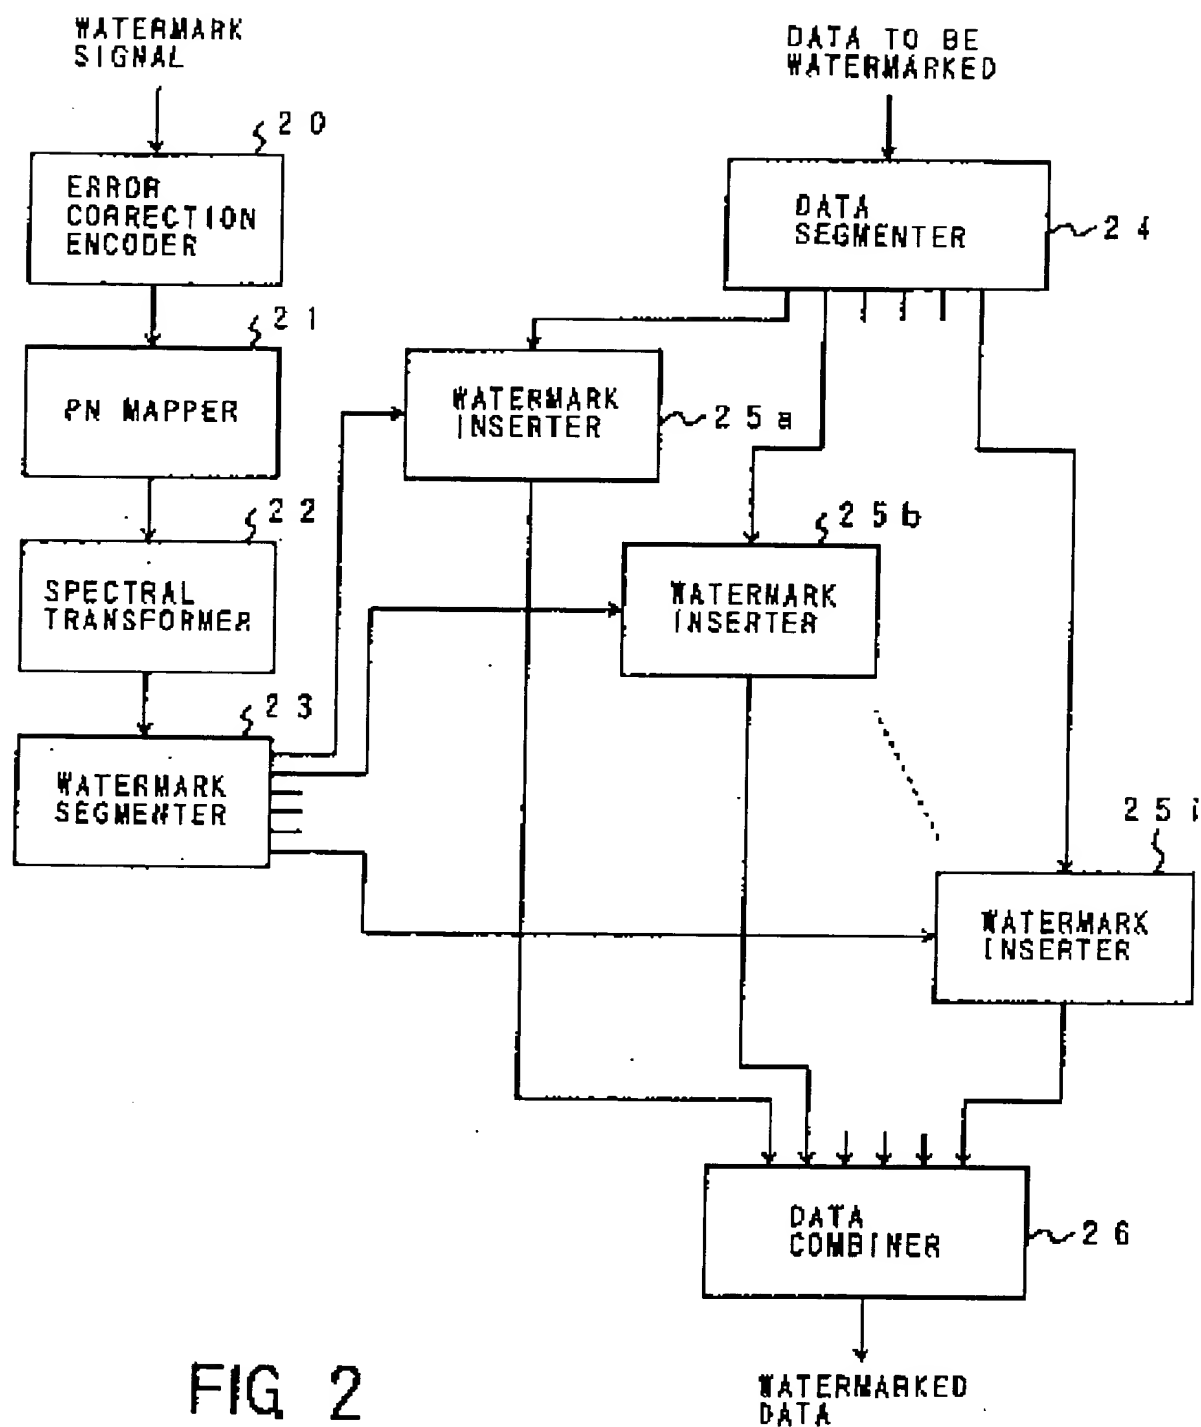 WATERMARK
SIGNAL
DATA TO BE
WATERMARKED
20
ERROR
CORRECTION
ENCODER
DATA
SEGMENTER
24
21
PN MAPPER
WATERMARK
INSERTER
25a
22
SPECTRAL
TRANSFORMER
25b
WATERMARK
INSERTER
23
WATERMARK
SEGMENTER
25i
WATERMARK
INSERTER
DATA
COMBINER
26
WATERMARKED
DATA
FIG. 2